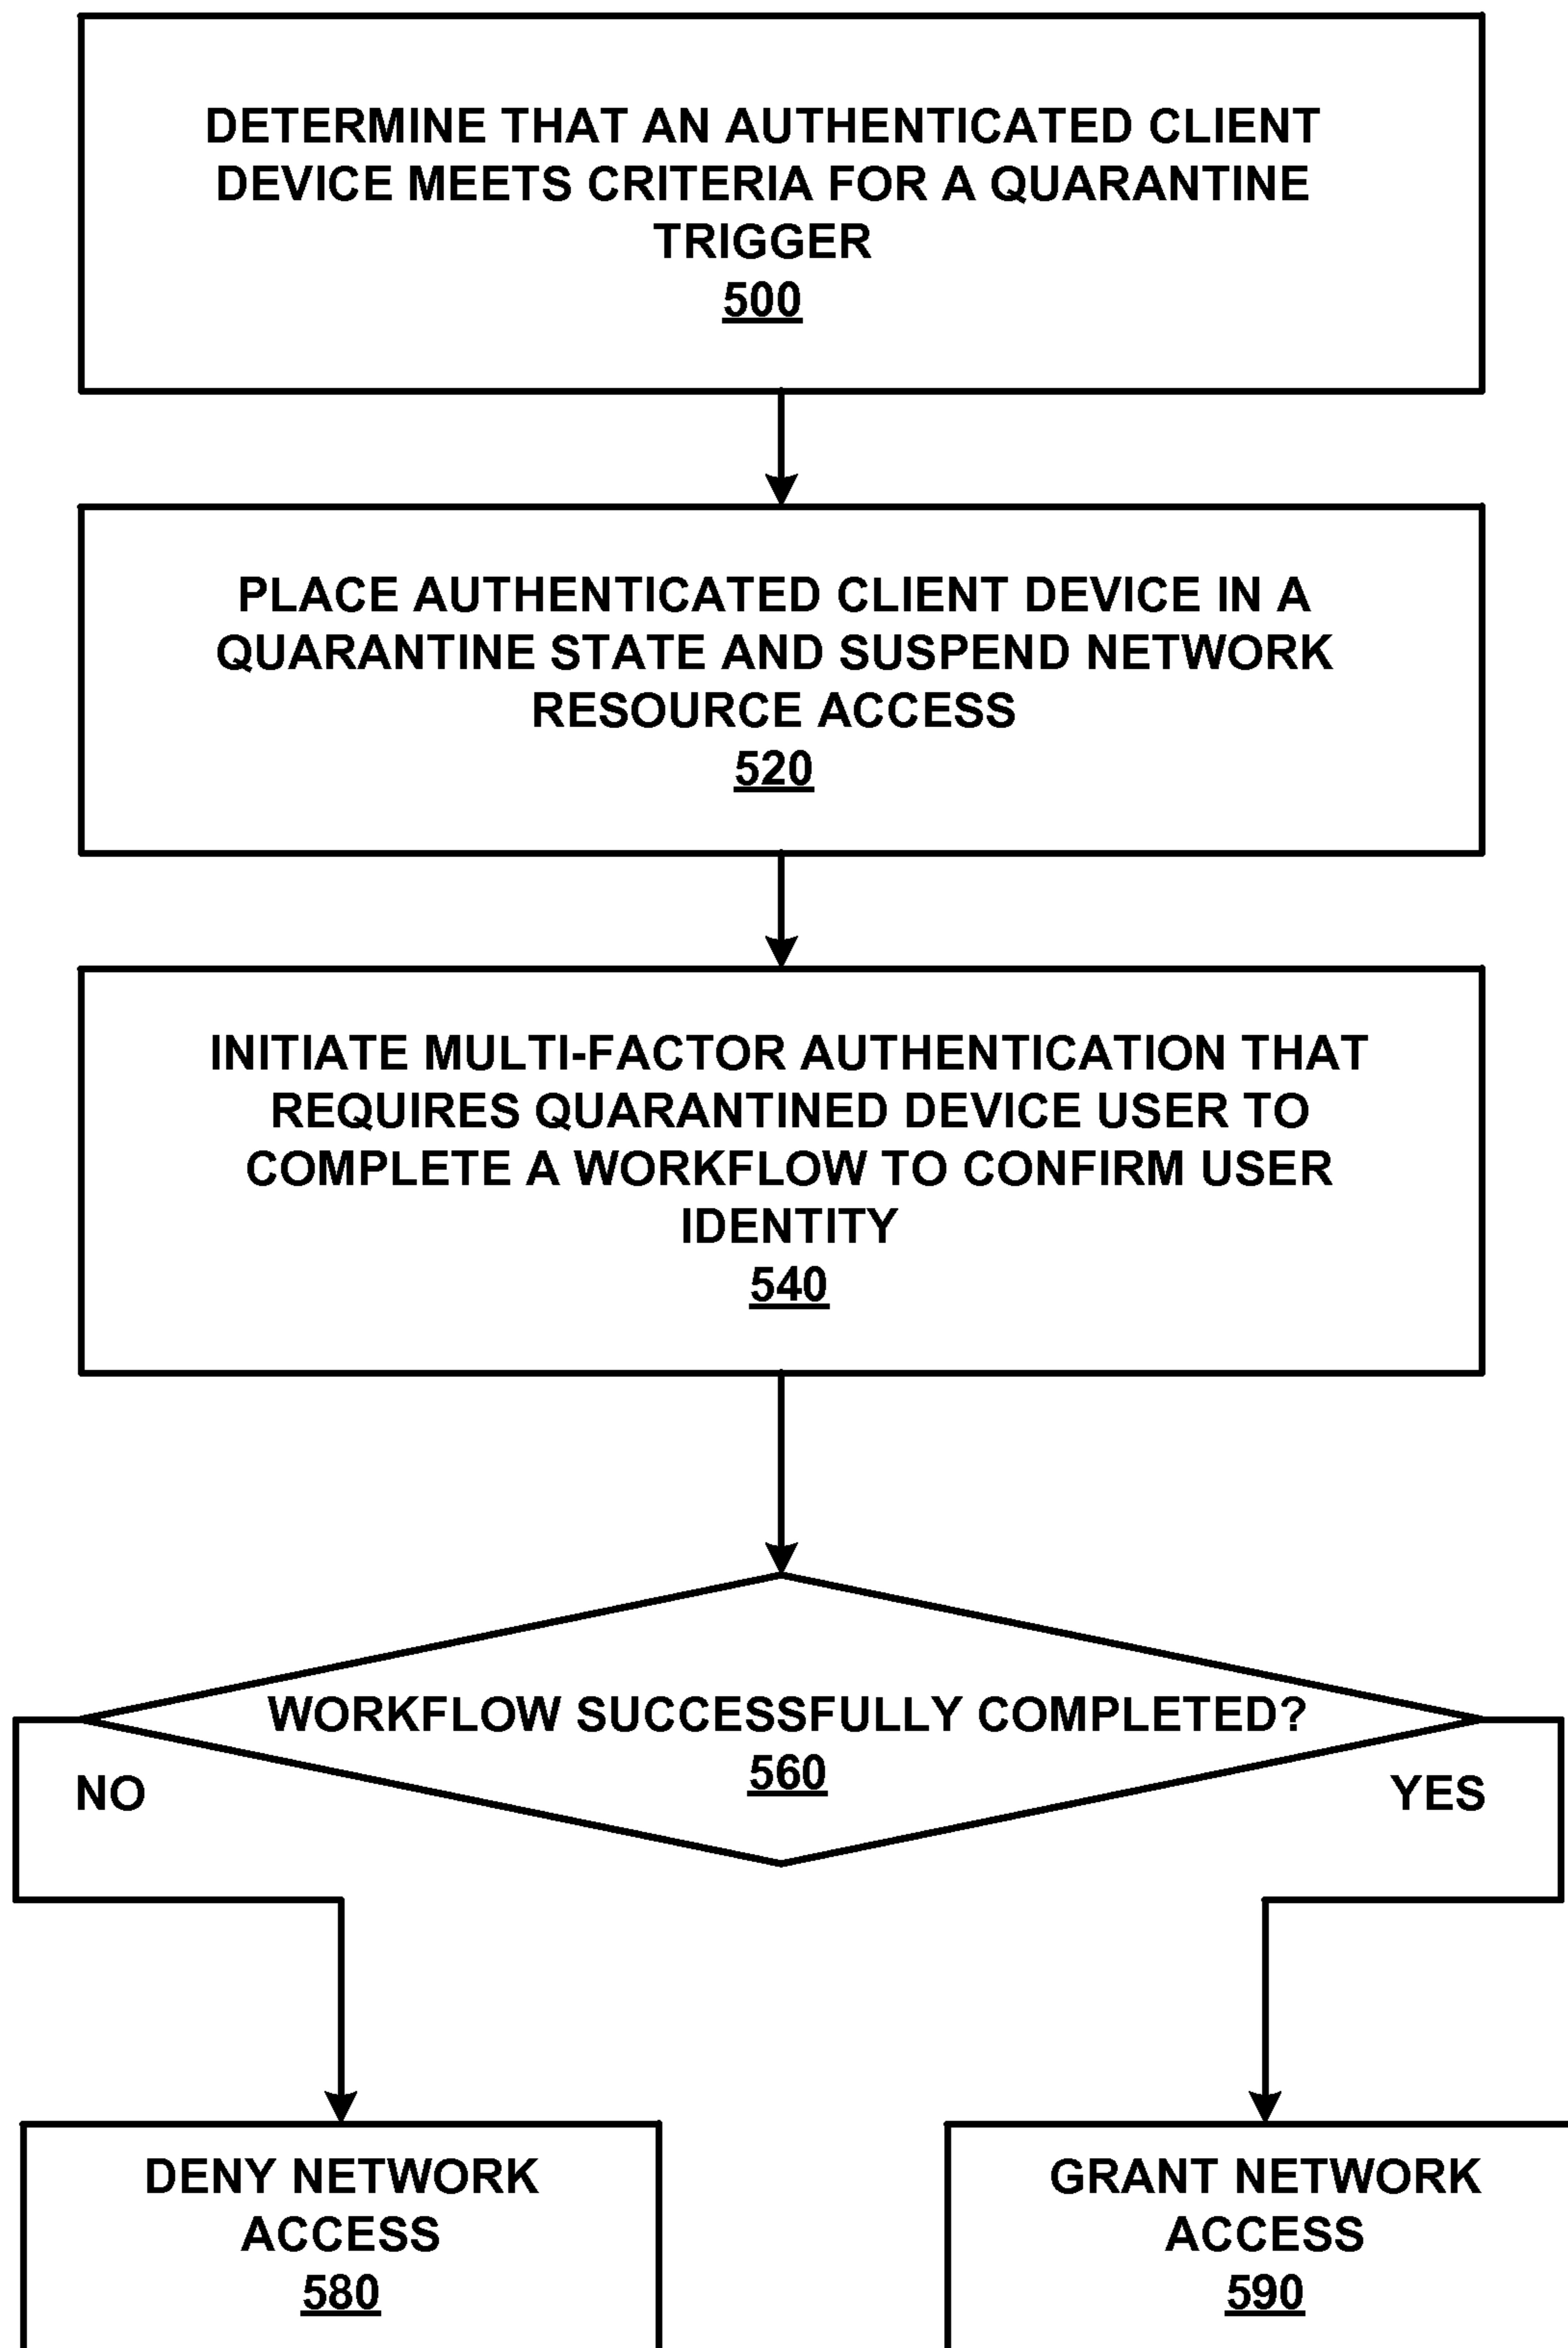 DETERMINE THAT AN AUTHENTICATED CLIENT
DEVICE MEETS CRITERIA FOR A QUARANTINE
TRIGGER
500
PLACE AUTHENTICATED CLIENT DEVICE IN A
QUARANTINE STATE AND SUSPEND NETWORK
RESOURCE ACCESS
520
INITIATE MULTI-FACTOR AUTHENTICATION THAT
REQUIRES QUARANTINED DEVICE USER TO
COMPLETE A WORKFLOW TO CONFIRM USER
IDENTITY
540
WORKFLOW SUCCESSFULLY COMPLETED?
560
NO
YES
DENY NETWORK
ACCESS
580
GRANT NETWORK
ACCESS
590